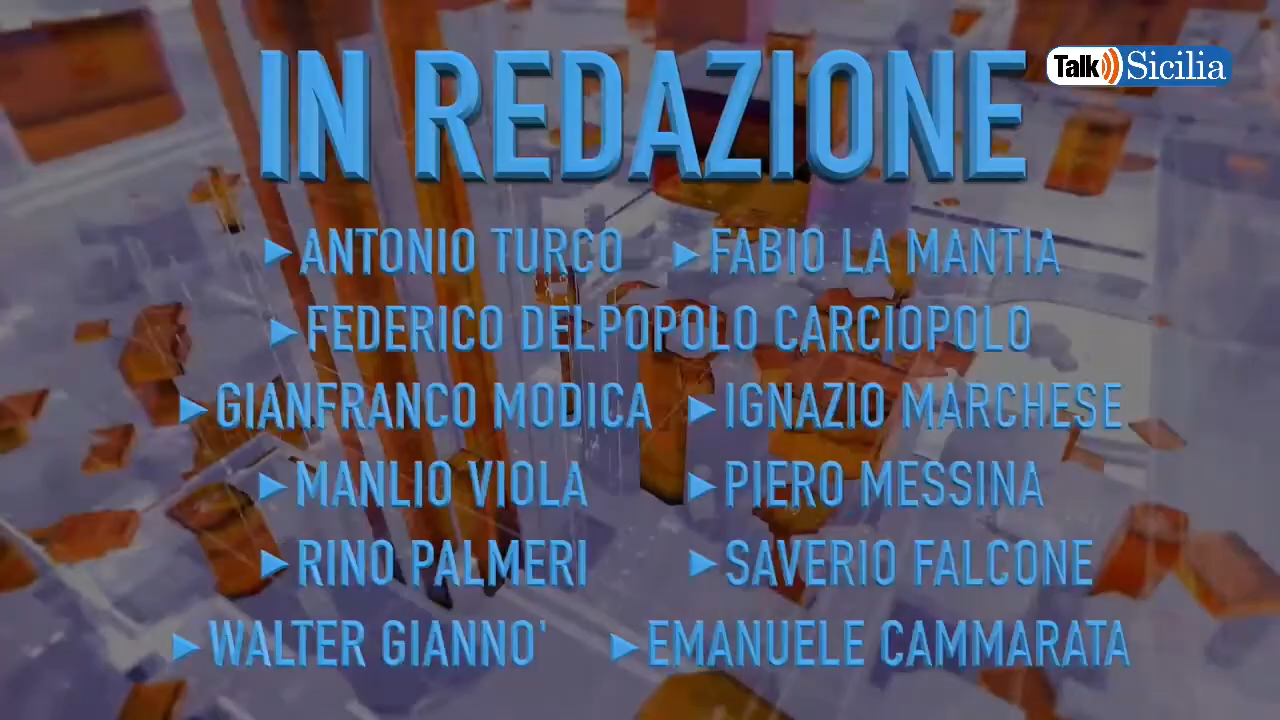 IN REDAZIONE
Talk Sicilia
►ANTONIO TURCO ►FABIO LA MANTIA
►FEDERICO DELPOPOLO CARCIOPOLO
►GIANFRANCO MODICA ►IGNAZIO MARCHESE
►MANLIO VIOLA ►PIERO MESSINA
►RINO PALMERI ►SAVERIO FALCONE
►WALTER GIANNO' ►EMANUELE CAMMARATA